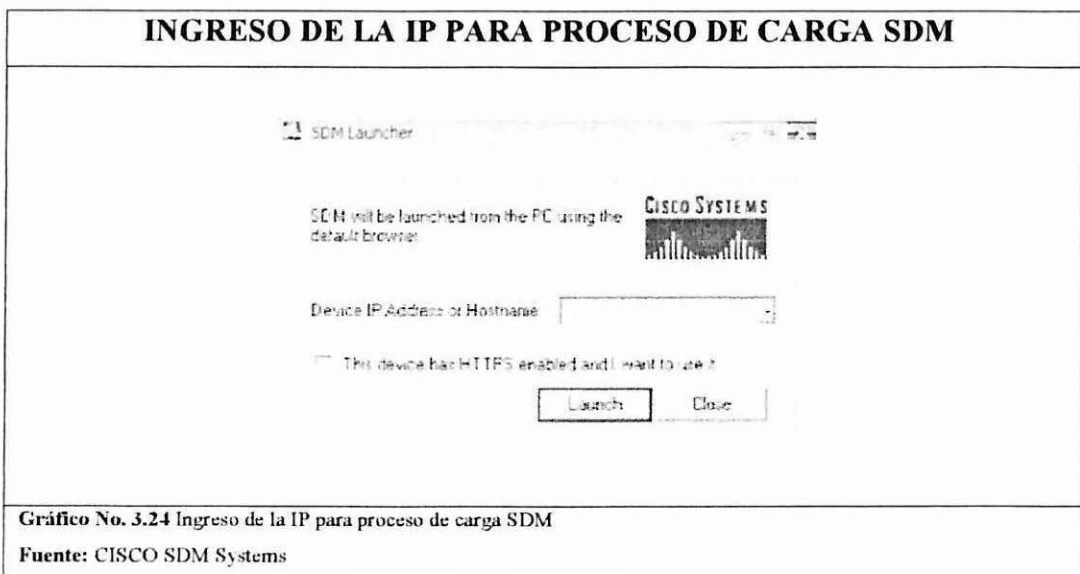 INGRESO DE LA IP PARA PROCESO DE CARGA SDM
SDM Launcher
CISCO SYSTEMS
SDM will be launched from the PC using the
default browser.
Device IP Address or Hostname
This device has HTTPS enabled and I want to use it
Launch Close
Gráfico No. 3.24 Ingreso de la IP para proceso de carga SDM
Fuente: CISCO SDM Systems